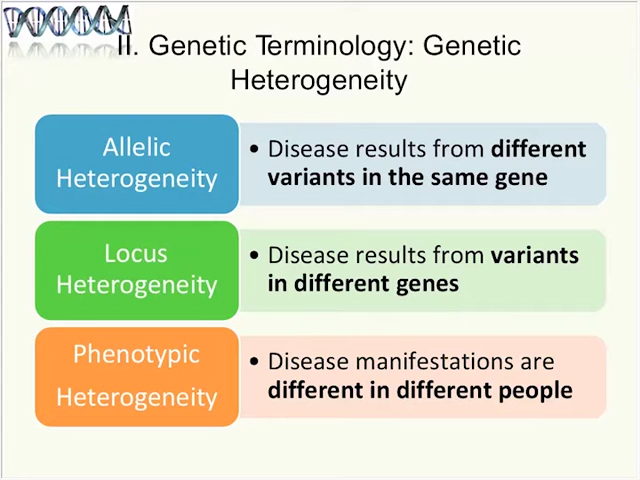 II. Genetic Terminology: Genetic
Heterogeneity
Allelic
Heterogeneity
• Disease results from different
variants in the same gene
Locus
Heterogeneity
• Disease results from variants
in different genes
Phenotypic
Heterogeneity
• Disease manifestations are
different in different people